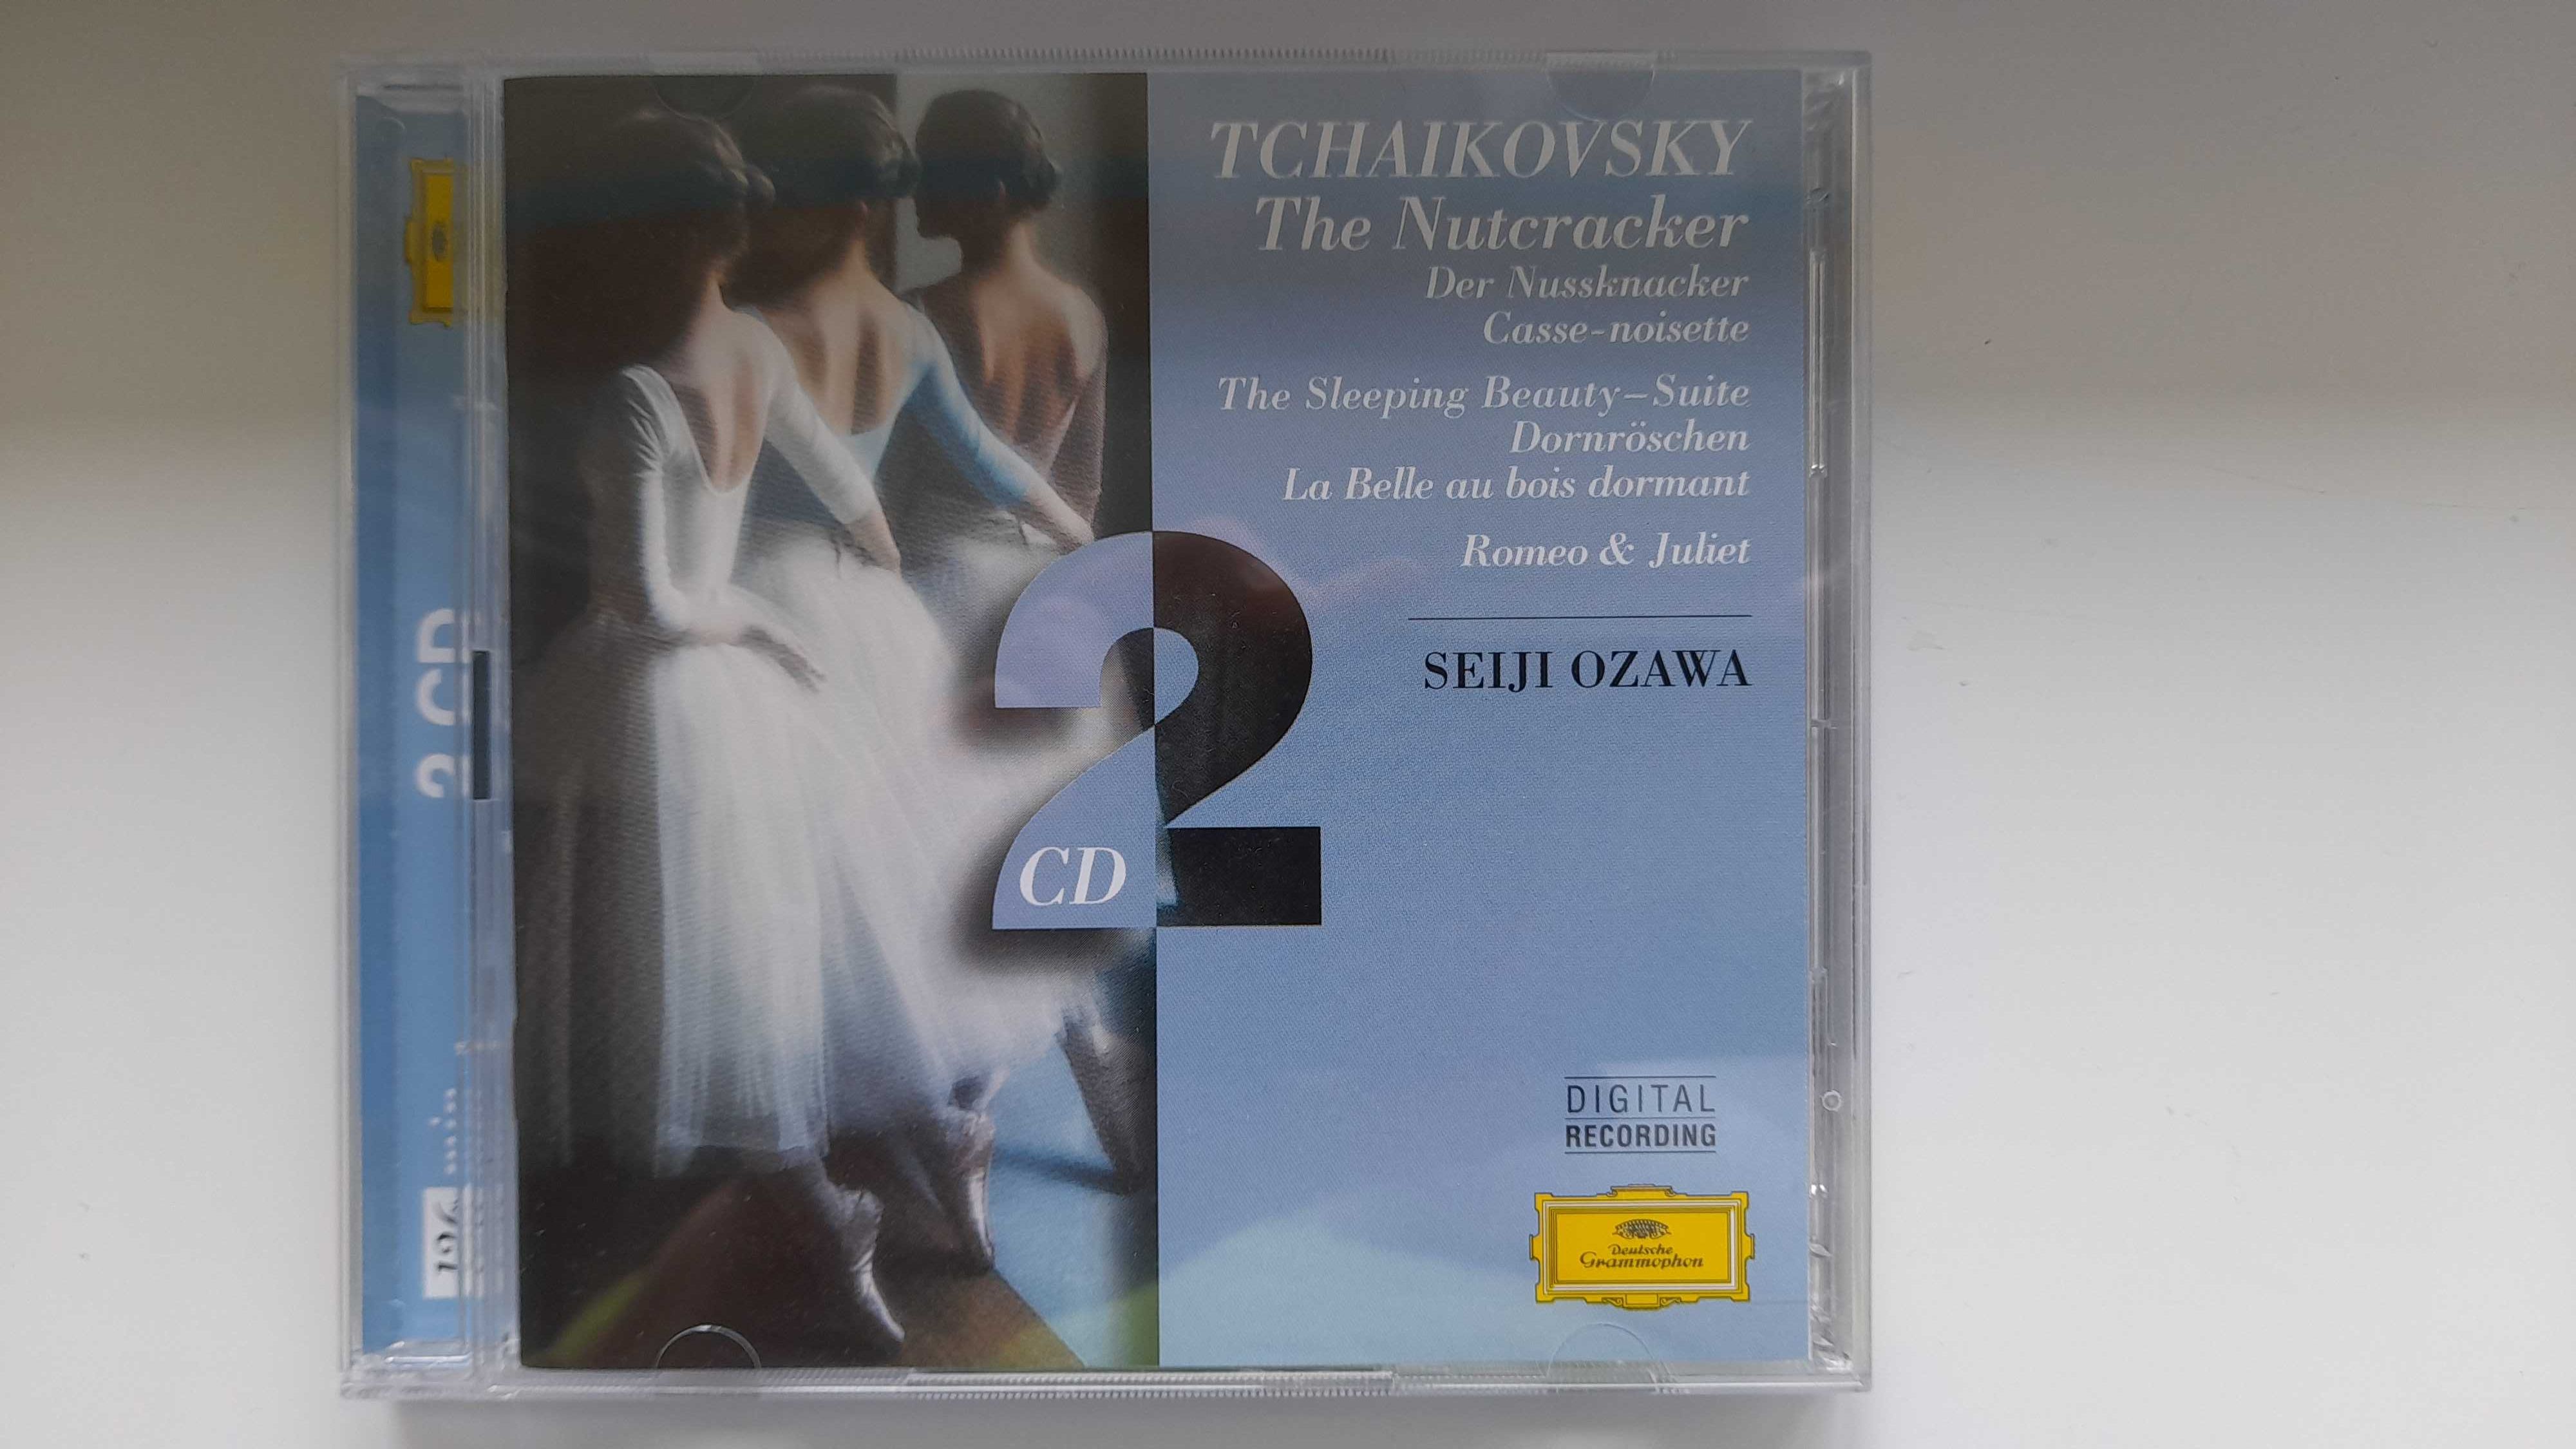 TCHAIKOVSKY
The Nutcracker
Der Nussknacker
Casse-noisette
The Sleeping Beauty–Suite
Dornröschen
La Belle au bois dormant
Romeo & Juliet
SEIJI OZAWA
2
CD
DIGITAL
RECORDING
Deutsche
Grammophon
2 CD